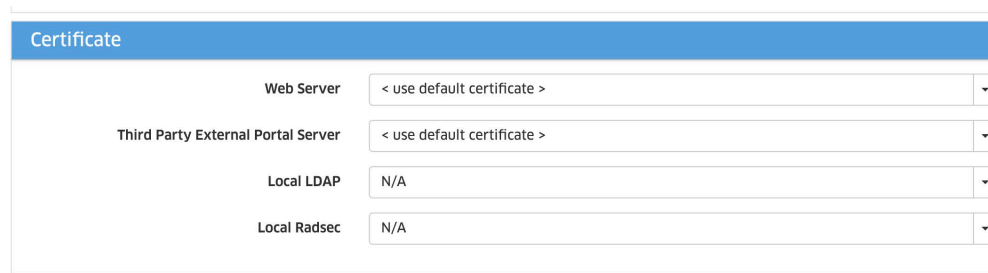 Certificate
Web Server < use default certificate >
Third Party External Portal Server < use default certificate >
Local LDAP N/A
Local Radsec N/A